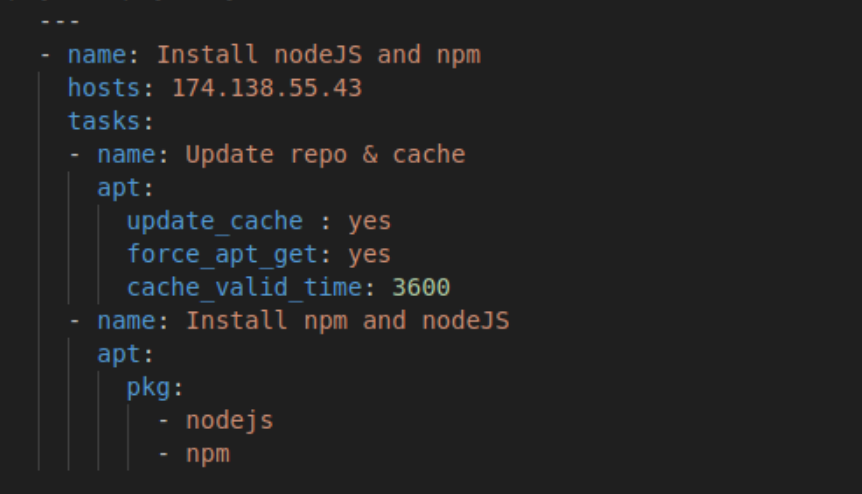 ---
- name: Install nodeJS and npm
  hosts: 174.138.55.43
  tasks:
  - name: Update repo & cache
    apt:
      update_cache : yes
      force_apt_get: yes
      cache_valid_time: 3600
  - name: Install npm and nodeJS
    apt:
      pkg:
        - nodejs
        - npm